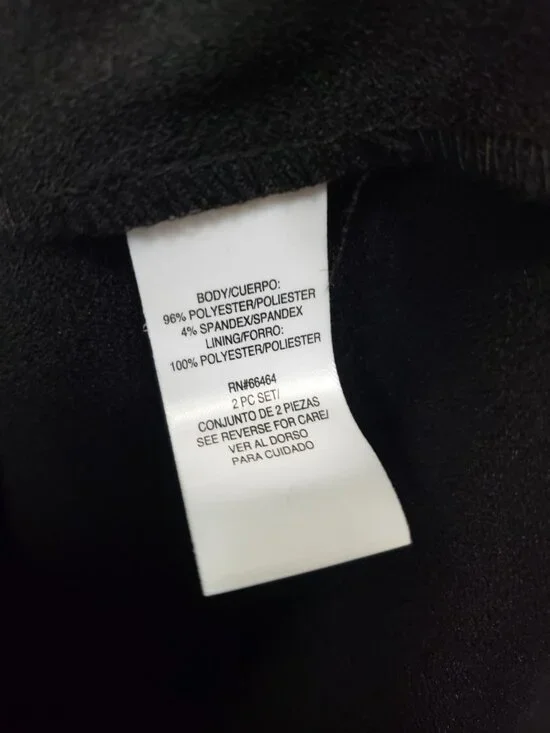 BODY/CUERPO:
96% POLYESTER/POLIESTER
4% SPANDEX/SPANDEX
LINING/FORRO:
100% POLYESTER/POLIESTER
RN#66464
2 PC SET/
CONJUNTO DE 2 PIEZAS
SEE REVERSE FOR CARE/
VER AL DORSO
PARA CUIDADO